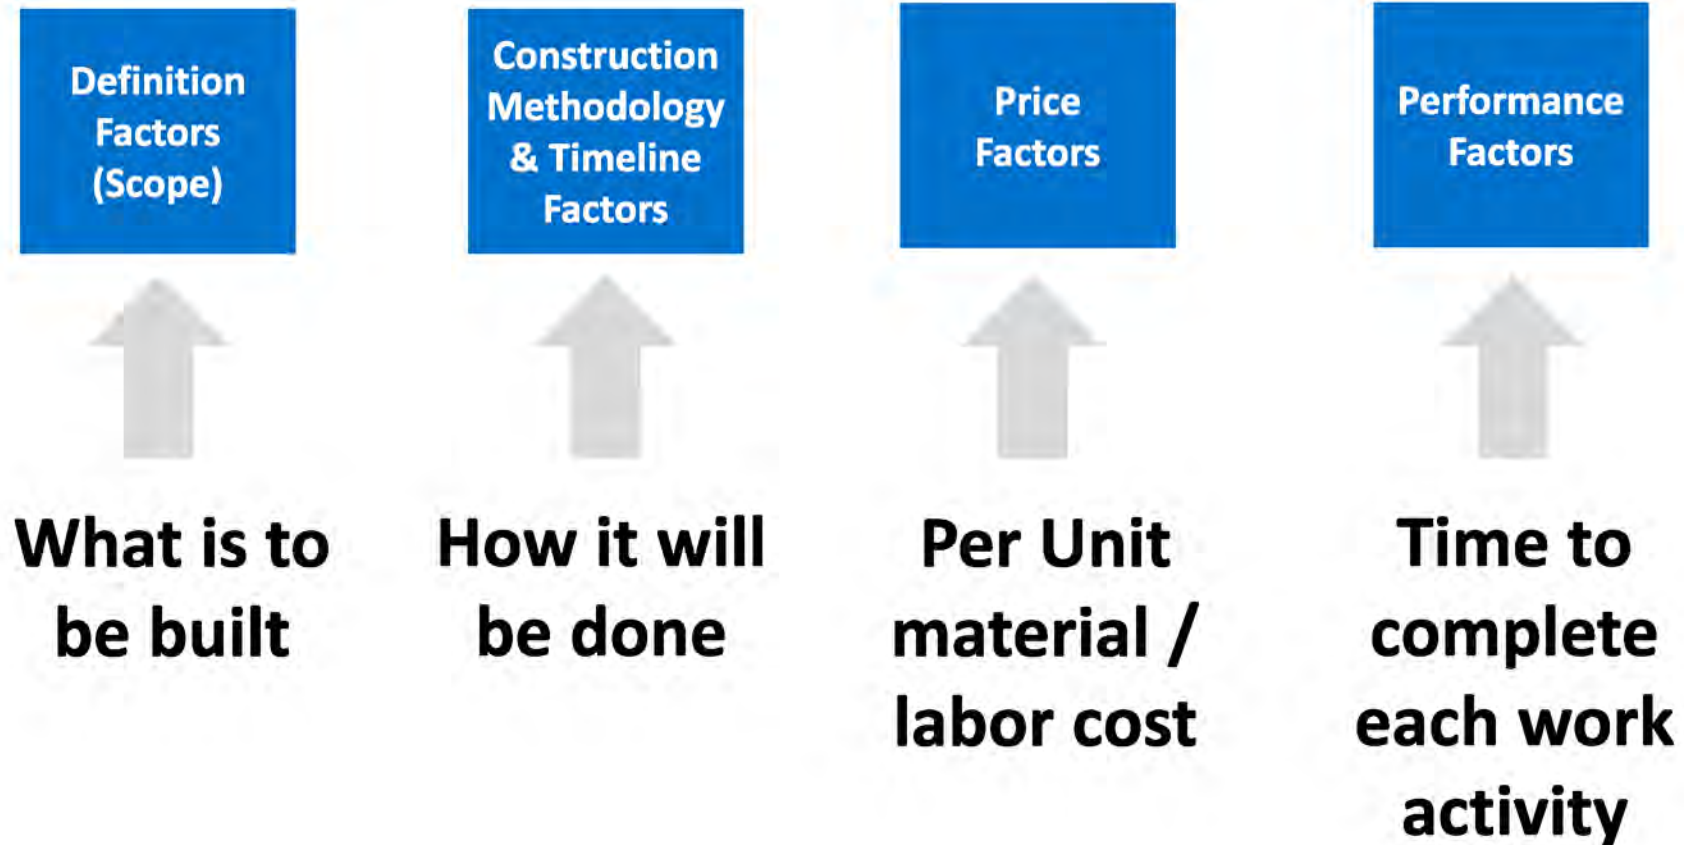 Definition
Factors
(Scope)
Construction
Methodology
& Timeline
Factors
Price
Factors
Performance
Factors
What is to
be built
How it will
be done
Per Unit
material /
labor cost
Time to
complete
each work
activity